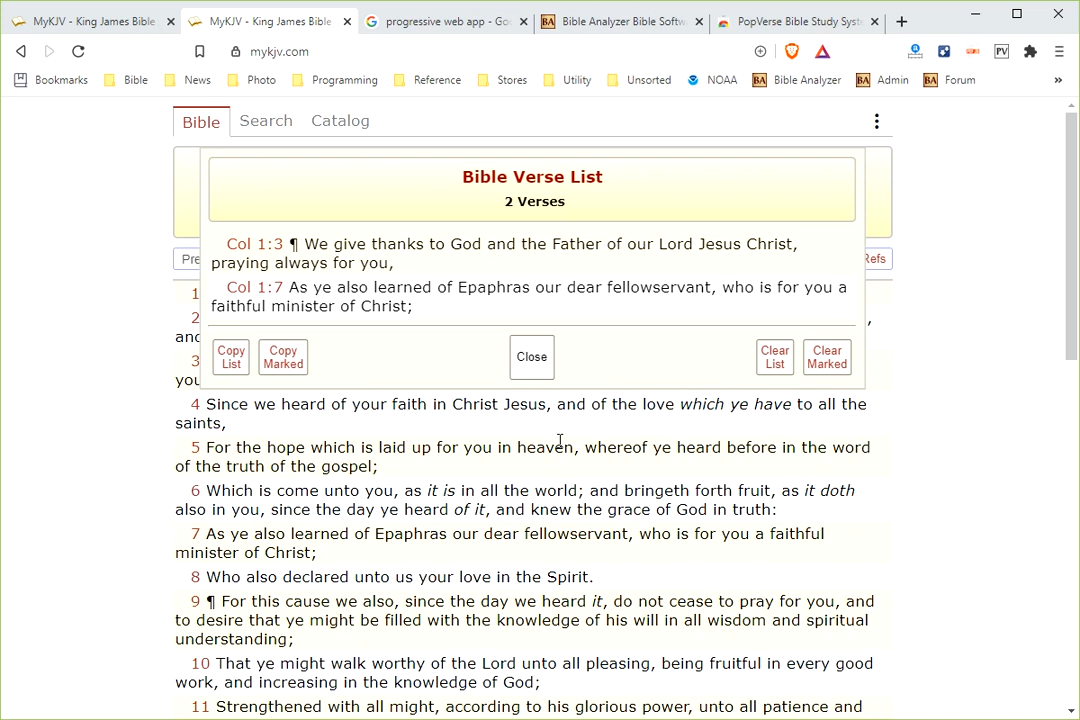 MyKJV - King James Bible
MyKJV - King James Bible
progressive web app - Go
Bible Analyzer Bible Softw
PopVerse Bible Study Syst
mykjv.com
PV
Bookmarks
Bible
News
Photo
Programming
Reference
Stores
Utility
Unsorted
NOAA
BA Bible Analyzer
BA Admin
BA Forum
»
Bible
Search
Catalog
Bible Verse List
2 Verses
Col 1:3 ¶ We give thanks to God and the Father of our Lord Jesus Christ,
praying always for you,
Col 1:7 As ye also learned of Epaphras our dear fellowservant, who is for you a
faithful minister of Christ;
Copy List
Copy Marked
Close
Clear List
Clear Marked
Pre
Refs
1
2
,
and
3
you
4 Since we heard of your faith in Christ Jesus, and of the love which ye have to all the
saints,
5 For the hope which is laid up for you in heaven, whereof ye heard before in the word
of the truth of the gospel;
6 Which is come unto you, as it is in all the world; and bringeth forth fruit, as it doth
also in you, since the day ye heard of it, and knew the grace of God in truth:
7 As ye also learned of Epaphras our dear fellowservant, who is for you a faithful
minister of Christ;
8 Who also declared unto us your love in the Spirit.
9 ¶ For this cause we also, since the day we heard it, do not cease to pray for you, and
to desire that ye might be filled with the knowledge of his will in all wisdom and spiritual
understanding;
10 That ye might walk worthy of the Lord unto all pleasing, being fruitful in every good
work, and increasing in the knowledge of God;
11 Strengthened with all might, according to his glorious power, unto all patience and